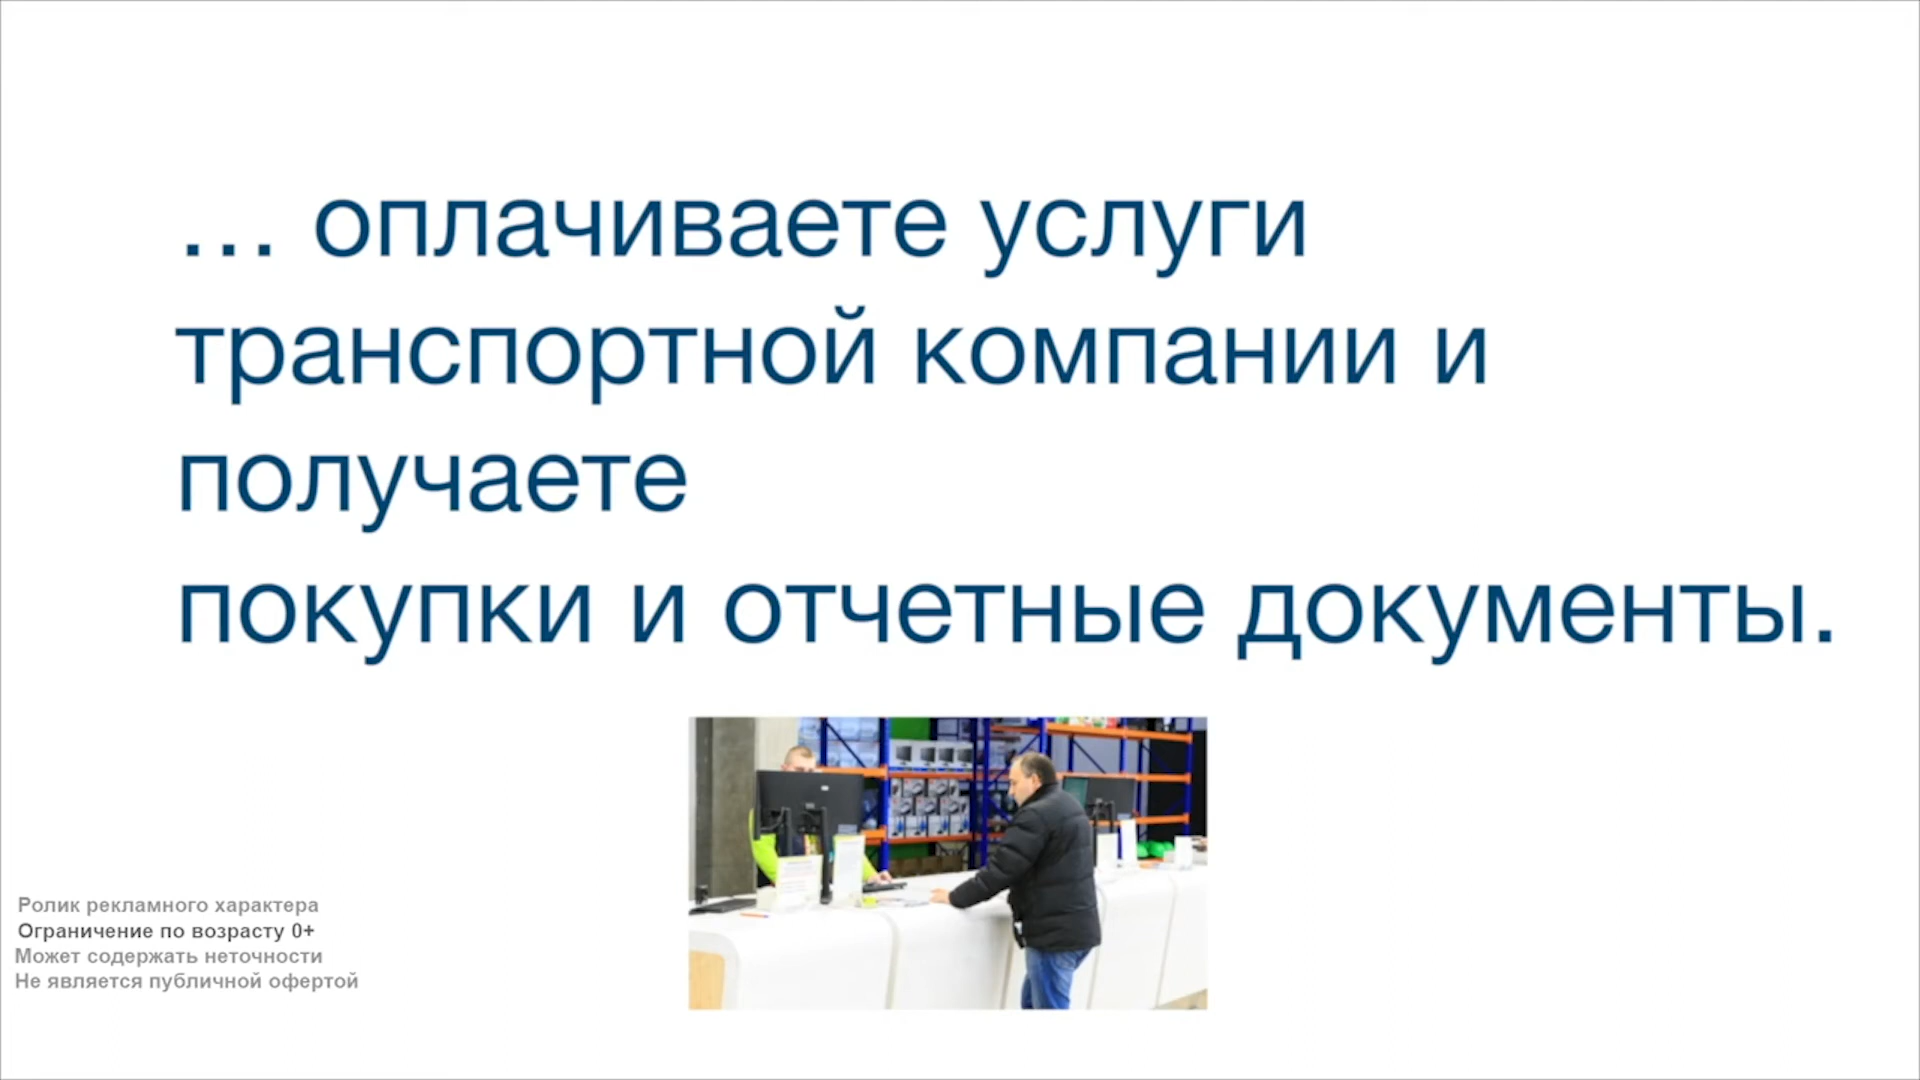 ... оплачиваете услуги
транспортной компании и
получаете
покупки и отчетные документы.
Ролик рекламного характера
Ограничение по возрасту 0+
Может содержать неточности
Не является публичной офертой